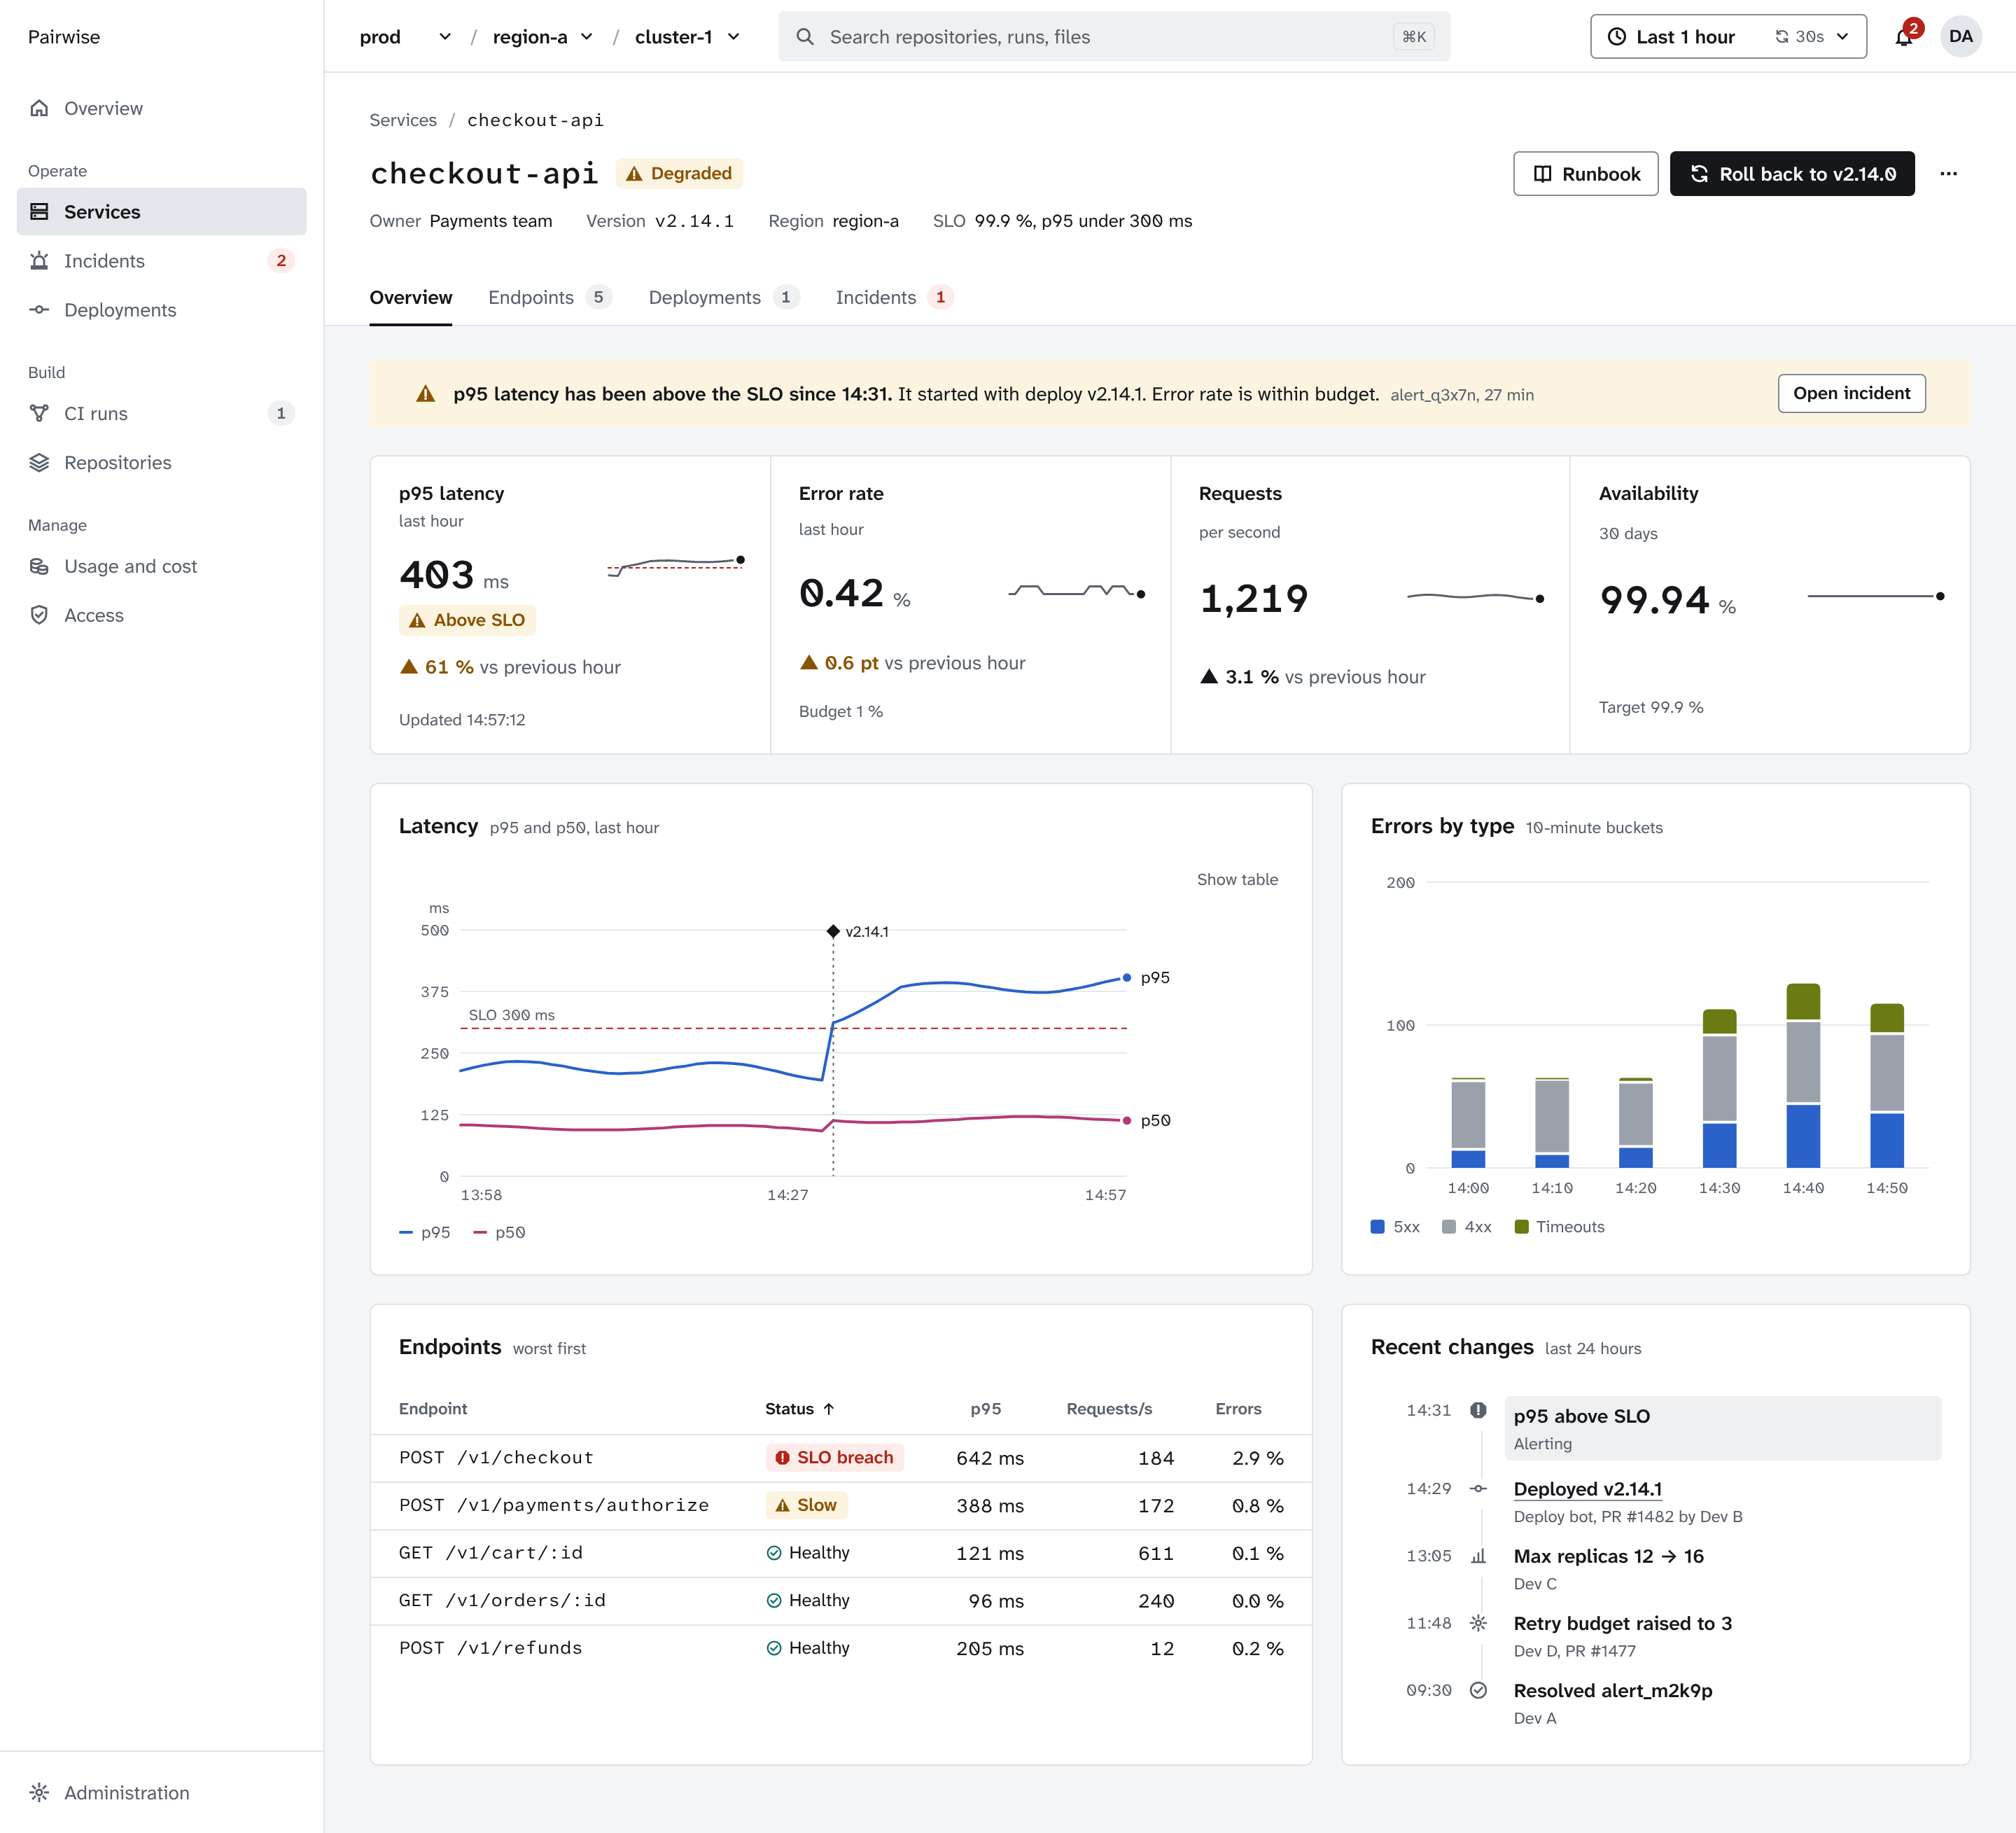 Pairwise
Overview
Operate
Services
Incidents 2
Deployments
Build
CI runs 1
Repositories
Manage
Usage and cost
Access
Administration
prod / region-a / cluster-1
Search repositories, runs, files ⌘K
Last 1 hour 30s
2
DA
Services / checkout-api
checkout-api Degraded
Runbook
Roll back to v2.14.0
Owner Payments team Version v2.14.1 Region region-a SLO 99.9 %, p95 under 300 ms
Overview Endpoints 5 Deployments 1 Incidents 1
p95 latency has been above the SLO since 14:31. It started with deploy v2.14.1. Error rate is within budget. alert_q3x7n, 27 min
Open incident
p95 latency
last hour
403 ms
Above SLO
61 % vs previous hour
Updated 14:57:12
Error rate
last hour
0.42 %
0.6 pt vs previous hour
Budget 1 %
Requests
per second
1,219
3.1 % vs previous hour
Availability
30 days
99.94 %
Target 99.9 %
Latency p95 and p50, last hour
Show table
ms
500
375
250
125
0
v2.14.1
SLO 300 ms
p95
p50
13:58 14:27 14:57
p95 p50
Errors by type 10-minute buckets
200
100
0
14:00 14:10 14:20 14:30 14:40 14:50
5xx 4xx Timeouts
Endpoints worst first
Endpoint Status ↑ p95 Requests/s Errors
POST /v1/checkout SLO breach 642 ms 184 2.9 %
POST /v1/payments/authorize Slow 388 ms 172 0.8 %
GET /v1/cart/:id Healthy 121 ms 611 0.1 %
GET /v1/orders/:id Healthy 96 ms 240 0.0 %
POST /v1/refunds Healthy 205 ms 12 0.2 %
Recent changes last 24 hours
14:31 p95 above SLO
Alerting
14:29 Deployed v2.14.1
Deploy bot, PR #1482 by Dev B
13:05 Max replicas 12 → 16
Dev C
11:48 Retry budget raised to 3
Dev D, PR #1477
09:30 Resolved alert_m2k9p
Dev A